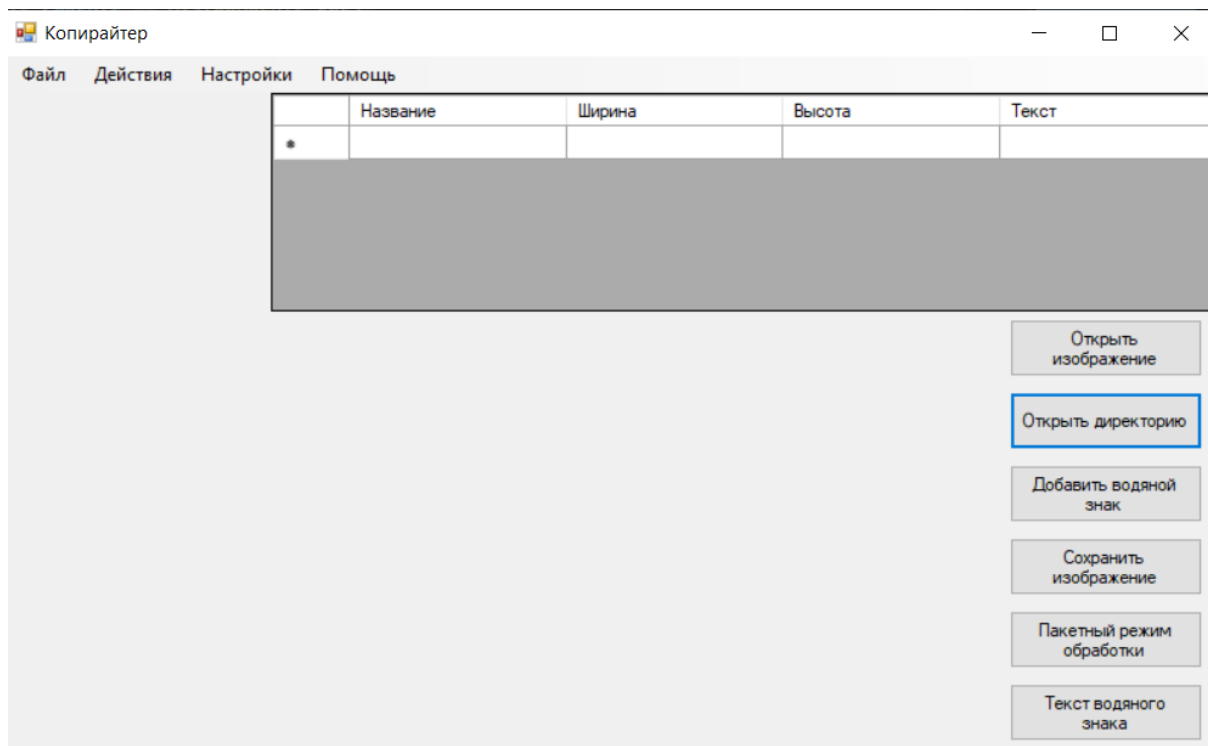 Копирайтер
Файл Действия Настройки Помощь
Название Ширина Высота Текст
Открыть
изображение
Открыть директорию
Добавить водяной
знак
Сохранить
изображение
Пакетный режим
обработки
Текст водяного
знака